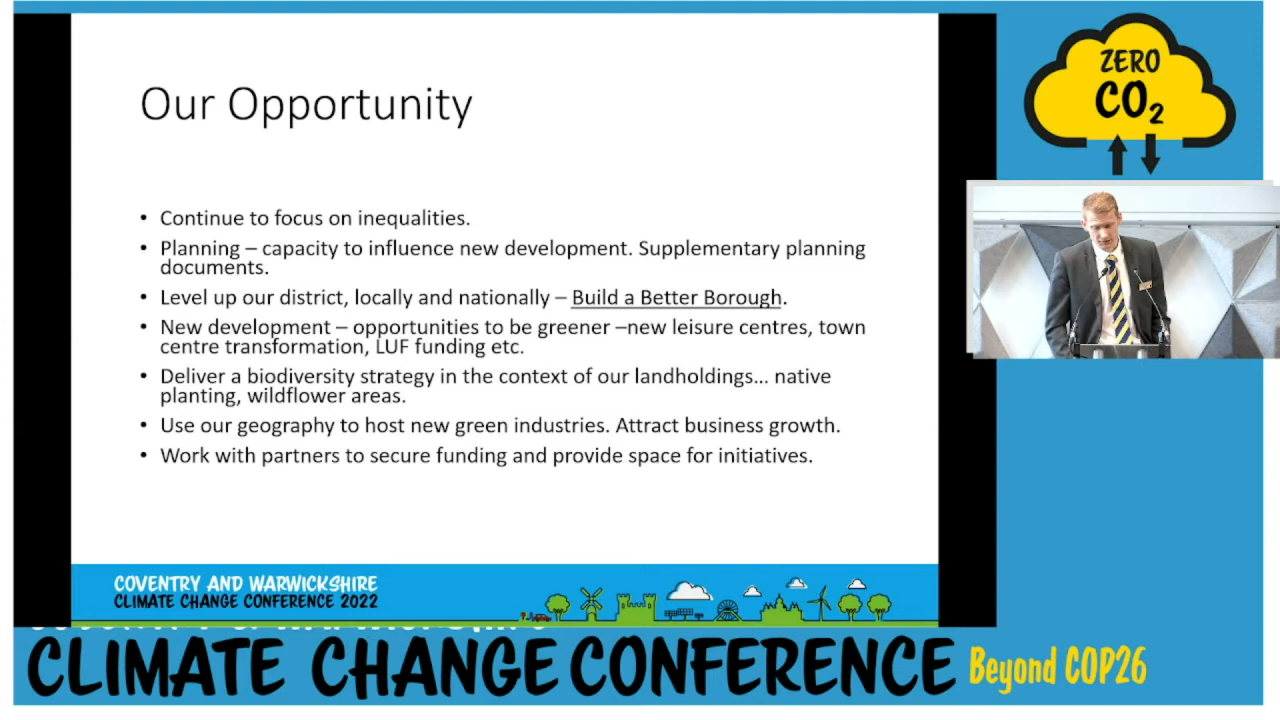 Our Opportunity
• Continue to focus on inequalities.
• Planning – capacity to influence new development. Supplementary planning
documents.
• Level up our district, locally and nationally – Build a Better Borough.
• New development – opportunities to be greener –new leisure centres, town
centre transformation, LUF funding etc.
• Deliver a biodiversity strategy in the context of our landholdings... native
planting, wildflower areas.
• Use our geography to host new green industries. Attract business growth.
• Work with partners to secure funding and provide space for initiatives.
COVENTRY AND WARWICKSHIRE
CLIMATE CHANGE CONFERENCE 2022
ZERO
CO₂
CLIMATE CHANGE CONFERENCE Beyond COP26